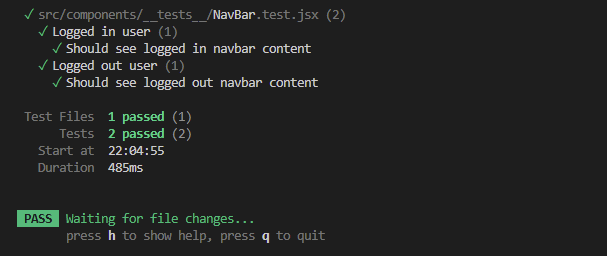 ✓ src/components/__tests__/NavBar.test.jsx (2)
✓ Logged in user (1)
✓ Should see logged in navbar content
✓ Logged out user (1)
✓ Should see logged out navbar content
Test Files 1 passed (1)
Tests 2 passed (2)
Start at 22:04:55
Duration 485ms
PASS Waiting for file changes...
press h to show help, press q to quit